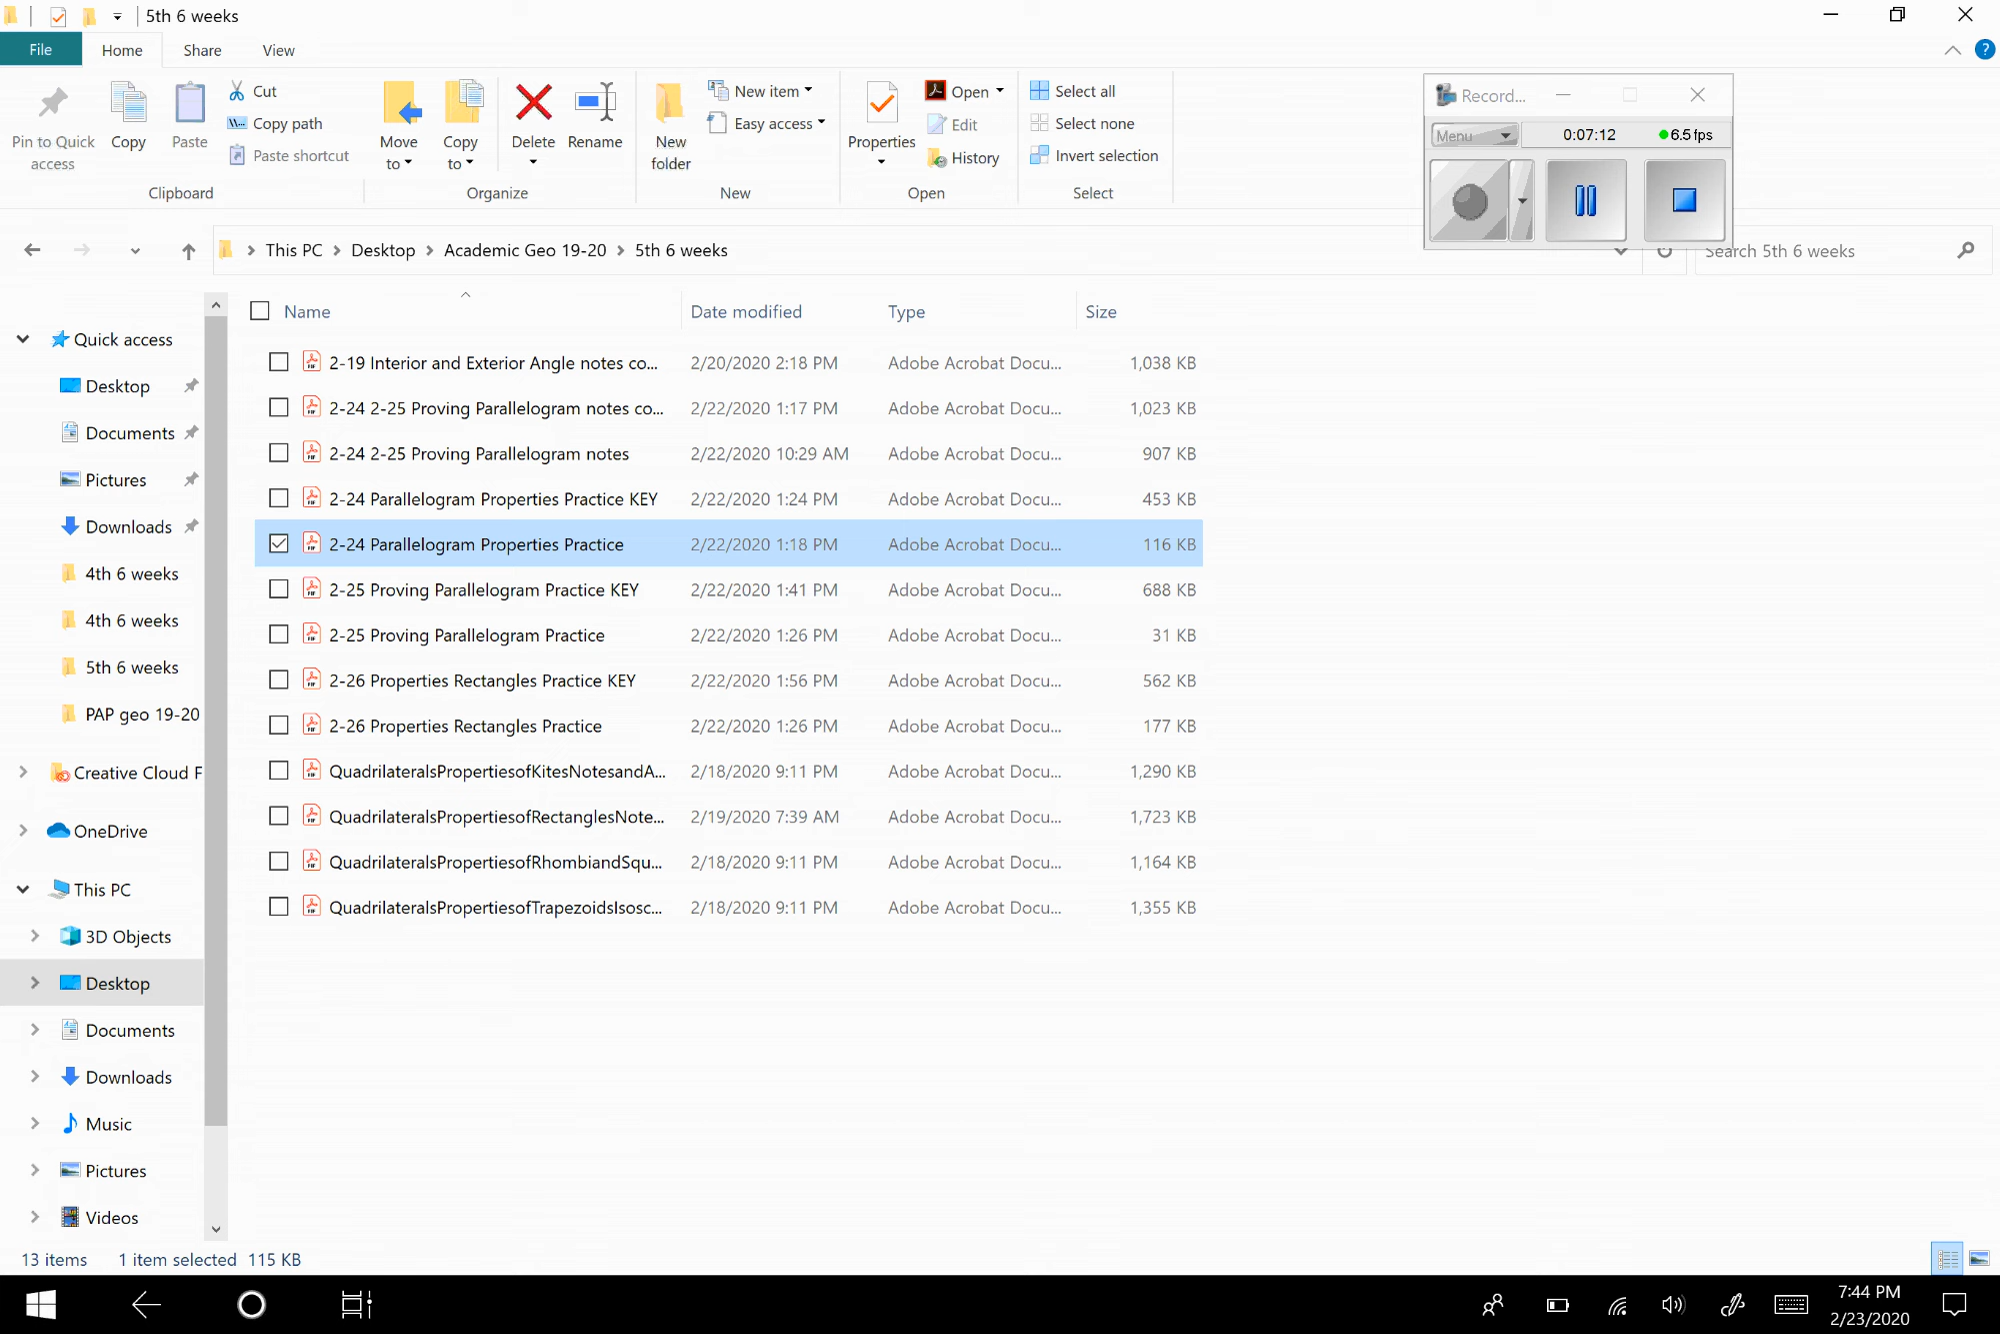 5th 6 weeks
File Home Share View
Pin to Quick access
Copy
Paste
Cut
Copy path
Paste shortcut
Clipboard
Move to
Copy to
Delete
Rename
Organize
New folder
New item
Easy access
New
Properties
Open
Edit
History
Open
Select all
Select none
Invert selection
Select
Record...
Menu 0:07:12 6.5 fps
This PC Desktop Academic Geo 19-20 5th 6 weeks
Search 5th 6 weeks
Quick access
Desktop
Documents
Pictures
Downloads
4th 6 weeks
4th 6 weeks
5th 6 weeks
PAP geo 19-20
Creative Cloud F
OneDrive
This PC
3D Objects
Desktop
Documents
Downloads
Music
Pictures
Videos
Name Date modified Type Size
2-19 Interior and Exterior Angle notes co... 2/20/2020 2:18 PM Adobe Acrobat Docu... 1,038 KB
2-24 2-25 Proving Parallelogram notes co... 2/22/2020 1:17 PM Adobe Acrobat Docu... 1,023 KB
2-24 2-25 Proving Parallelogram notes 2/22/2020 10:29 AM Adobe Acrobat Docu... 907 KB
2-24 Parallelogram Properties Practice KEY 2/22/2020 1:24 PM Adobe Acrobat Docu... 453 KB
2-24 Parallelogram Properties Practice 2/22/2020 1:18 PM Adobe Acrobat Docu... 116 KB
2-25 Proving Parallelogram Practice KEY 2/22/2020 1:41 PM Adobe Acrobat Docu... 688 KB
2-25 Proving Parallelogram Practice 2/22/2020 1:26 PM Adobe Acrobat Docu... 31 KB
2-26 Properties Rectangles Practice KEY 2/22/2020 1:56 PM Adobe Acrobat Docu... 562 KB
2-26 Properties Rectangles Practice 2/22/2020 1:26 PM Adobe Acrobat Docu... 177 KB
QuadrilateralsPropertiesofKitesNotesandA... 2/18/2020 9:11 PM Adobe Acrobat Docu... 1,290 KB
QuadrilateralsPropertiesofRectanglesNote... 2/19/2020 7:39 AM Adobe Acrobat Docu... 1,723 KB
QuadrilateralsPropertiesofRhombiandSqu... 2/18/2020 9:11 PM Adobe Acrobat Docu... 1,164 KB
QuadrilateralsPropertiesofTrapezoidsIsosc... 2/18/2020 9:11 PM Adobe Acrobat Docu... 1,355 KB
13 items 1 item selected 115 KB
7:44 PM
2/23/2020